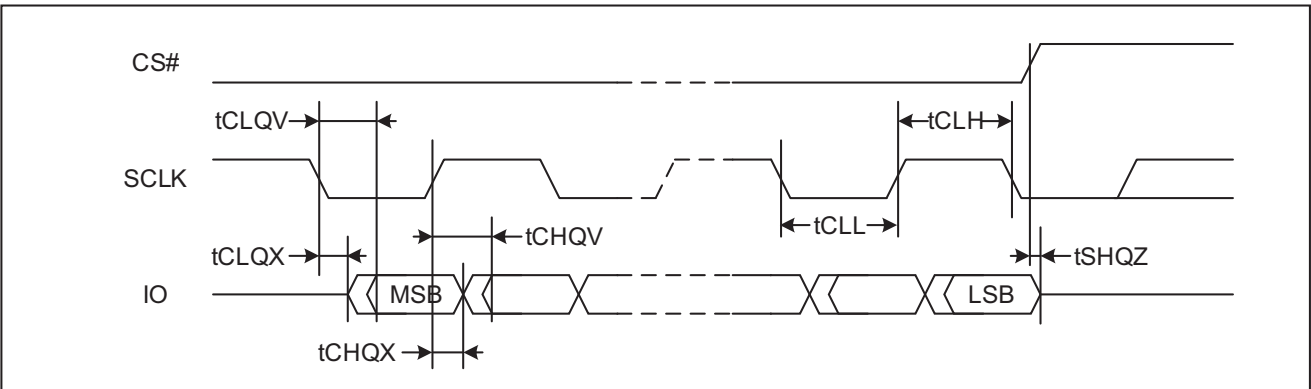 CS#
tCLQV
tCLH
SCLK
tCHQV
tCLL
tCLQX
tSHQZ
IO
MSB
LSB
tCHQX